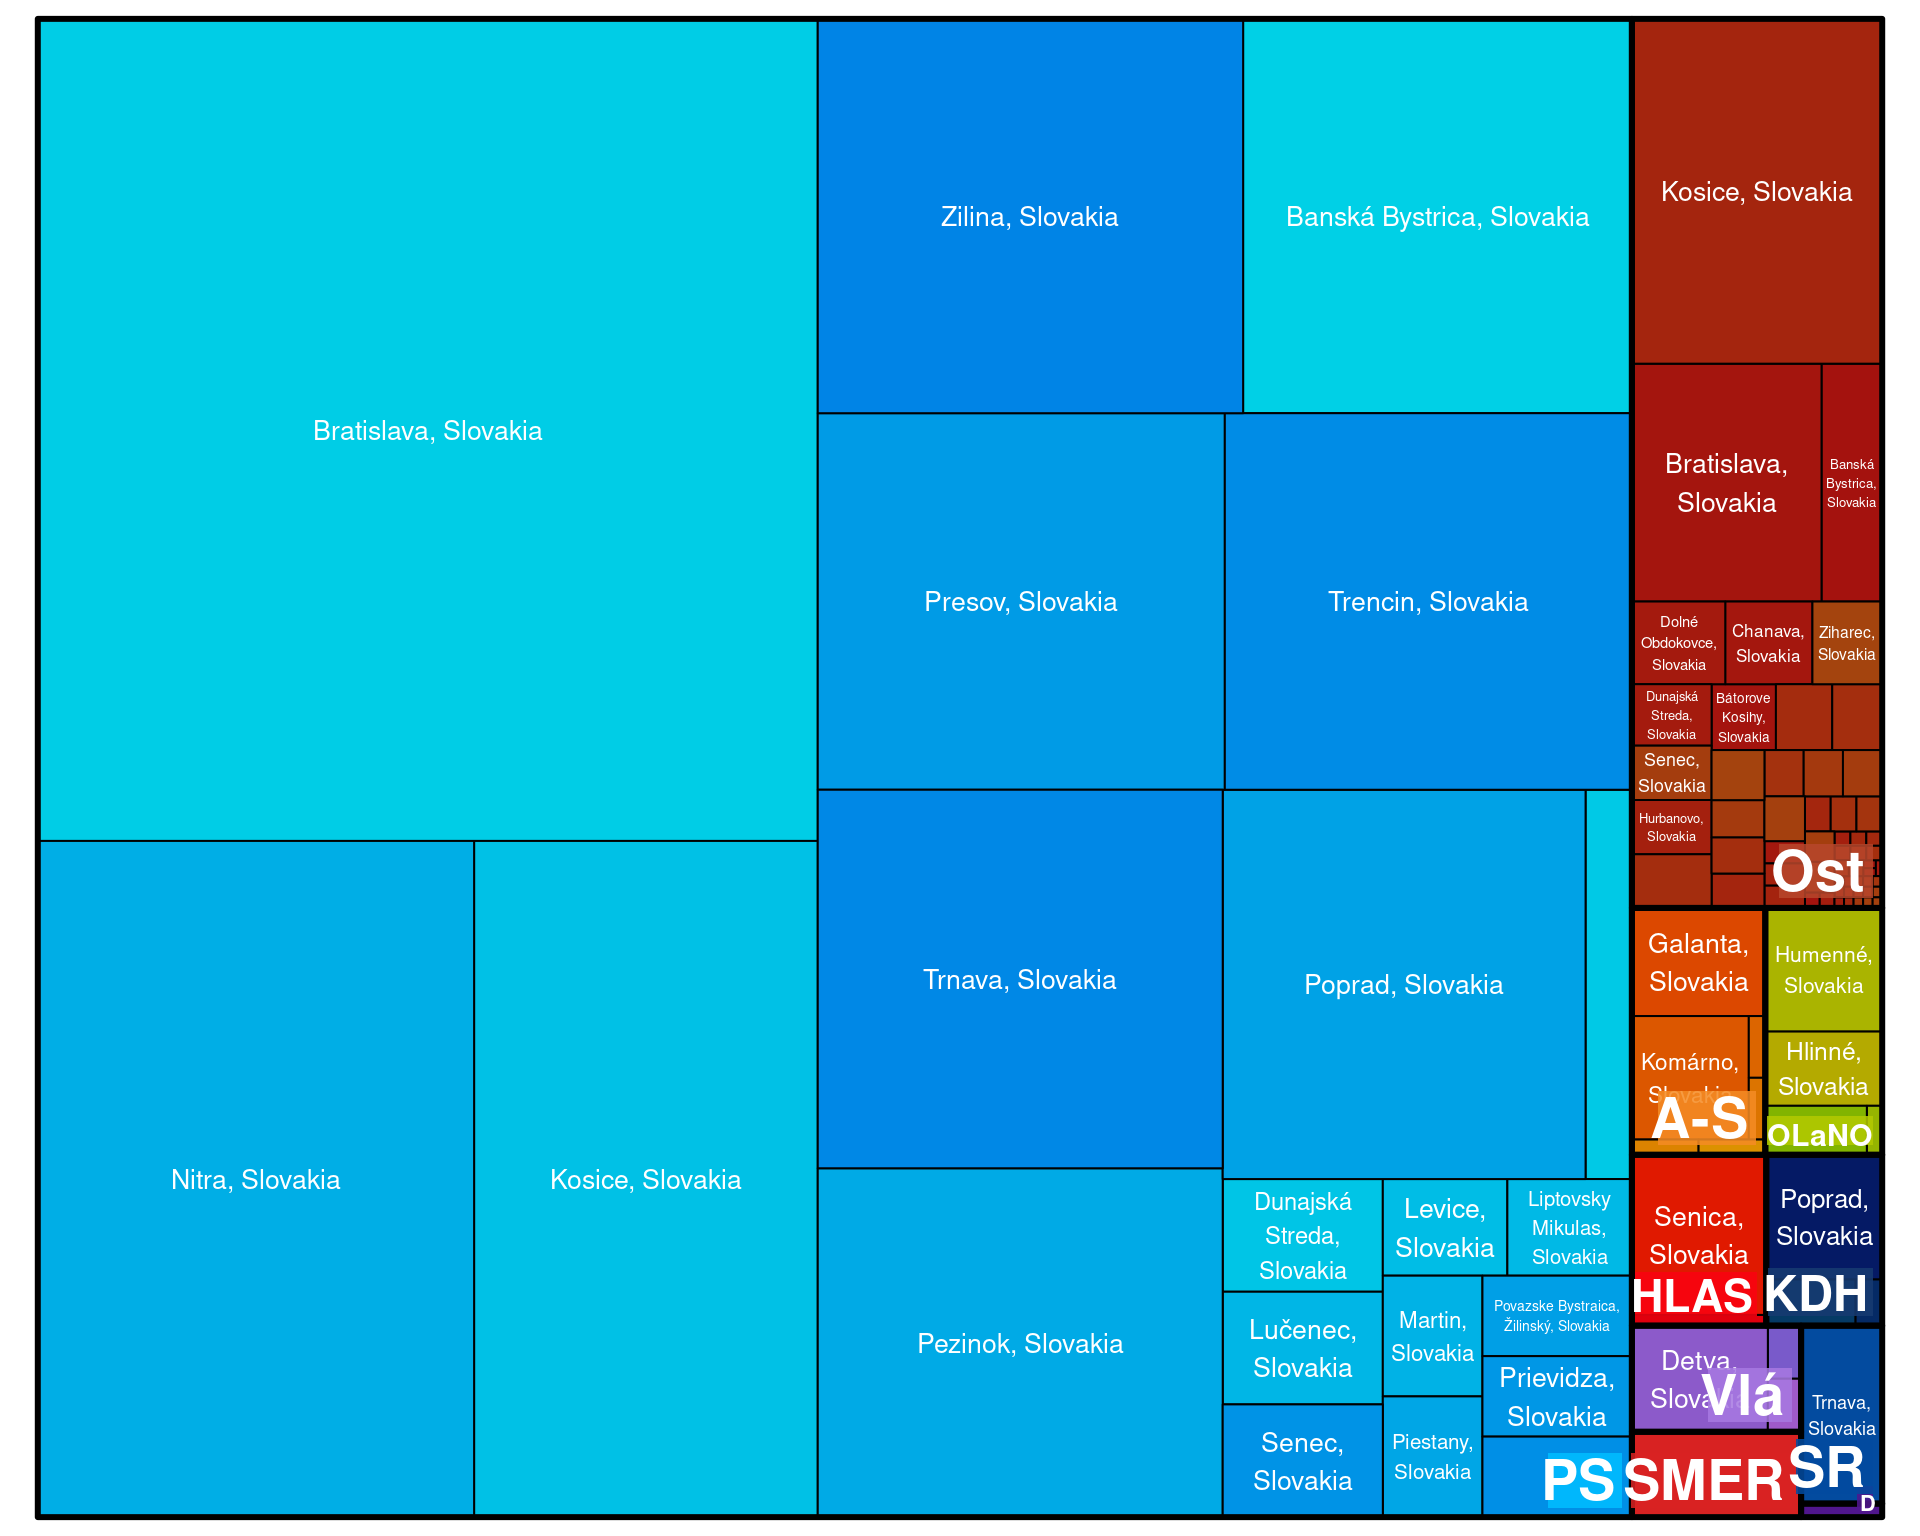 Bratislava, Slovakia
Nitra, Slovakia
Kosice, Slovakia
Zilina, Slovakia
Banská Bystrica, Slovakia
Presov, Slovakia
Trencin, Slovakia
Trnava, Slovakia
Poprad, Slovakia
Pezinok, Slovakia
Dunajská
Streda,
Slovakia
Lučenec,
Slovakia
Senec,
Slovakia
Levice,
Slovakia
Liptovsky
Mikulas,
Slovakia
Martin,
Slovakia
Piestany,
Slovakia
Povazske Bystraica,
Žilinský, Slovakia
Prievidza,
Slovakia
PS
Kosice, Slovakia
Bratislava,
Slovakia
Banská
Bystrica,
Slovakia
Dolné
Obdokovce,
Slovakia
Chanava,
Slovakia
Ziharec,
Slovakia
Dunajská
Streda,
Slovakia
Bátorove
Kosihy,
Slovakia
Senec,
Slovakia
Hurbanovo,
Slovakia
Ost
Galanta,
Slovakia
Komárno,
Slovakia
A-S
Humenné,
Slovakia
Hlinné,
Slovakia
OLaNO
Senica,
Slovakia
HLAS
Poprad,
Slovakia
KDH
Detva,
Slovakia
Vlá
Trnava,
Slovakia
SR
SMER
D